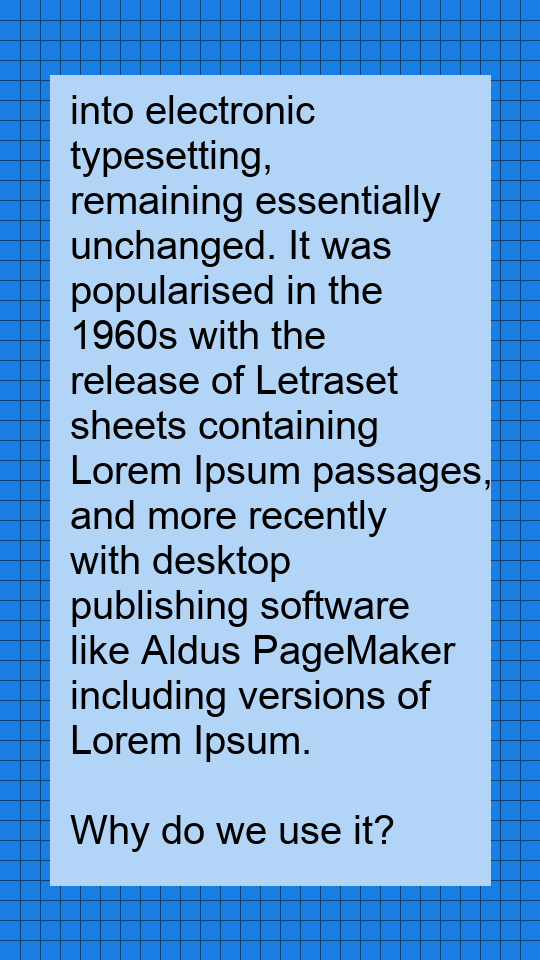 into electronic
typesetting,
remaining essentially
unchanged. It was
popularised in the
1960s with the
release of Letraset
sheets containing
Lorem Ipsum passages,
and more recently
with desktop
publishing software
like Aldus PageMaker
including versions of
Lorem Ipsum.

Why do we use it?